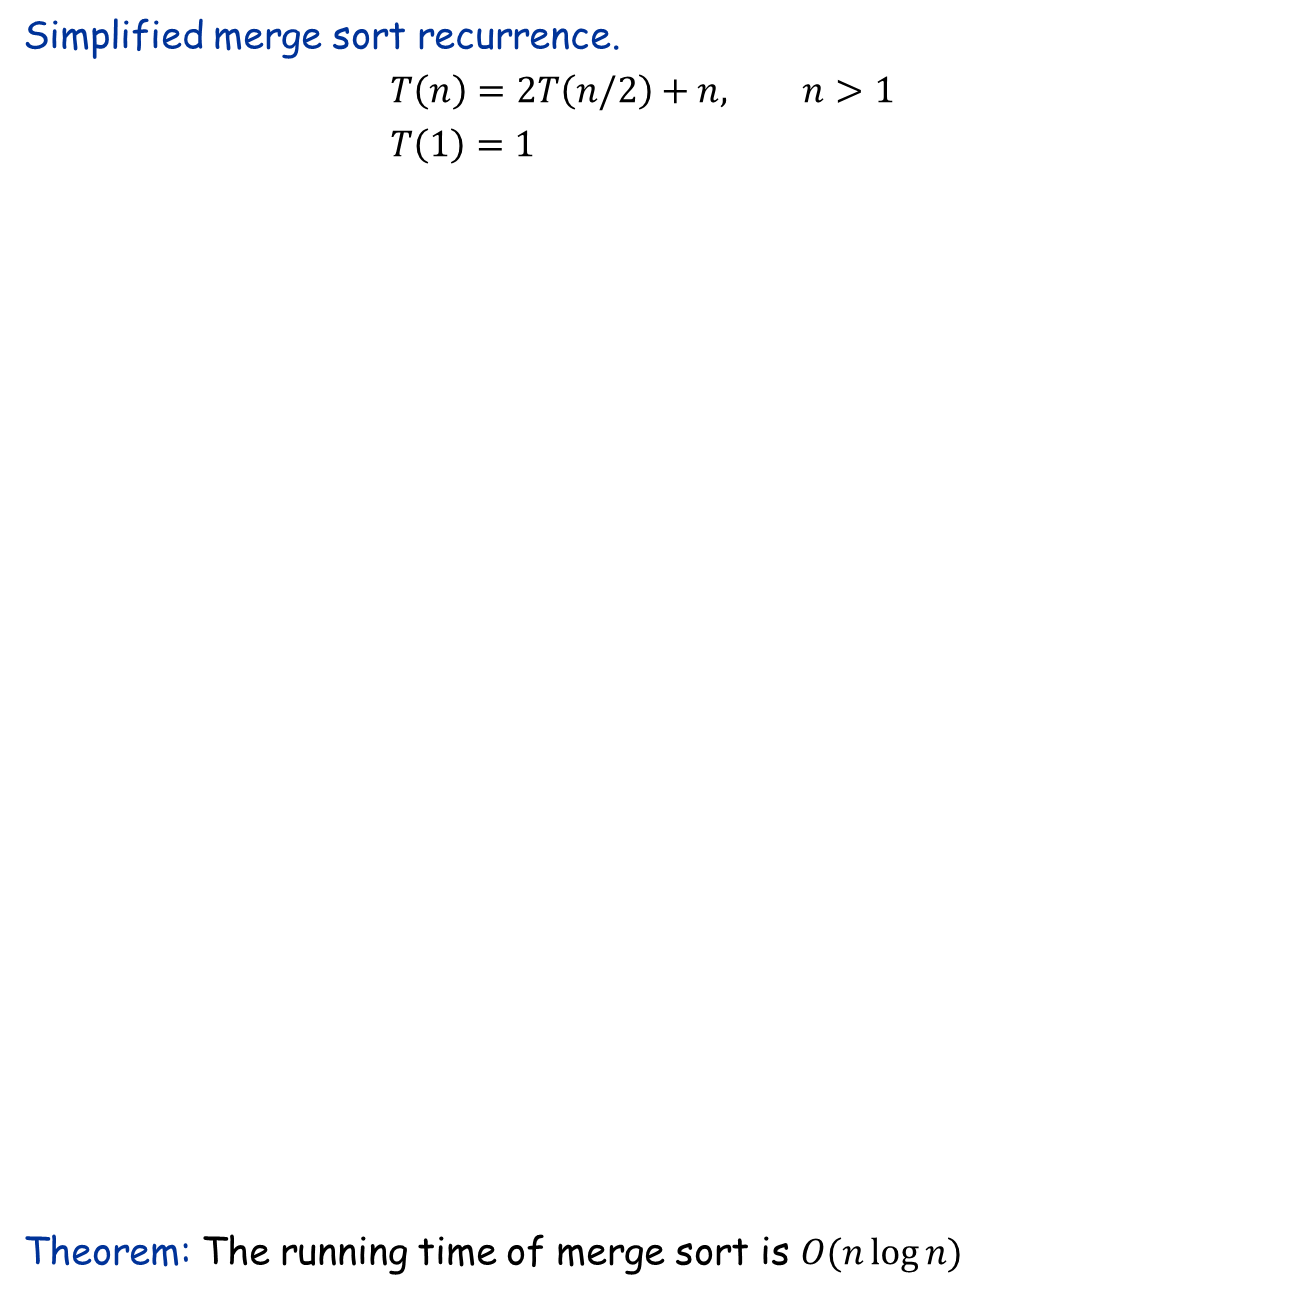 Simplified merge sort recurrence.
T(n) = 2T(n/2) + n, n > 1
T(1) = 1
Theorem: The running time of merge sort is O(n log n)